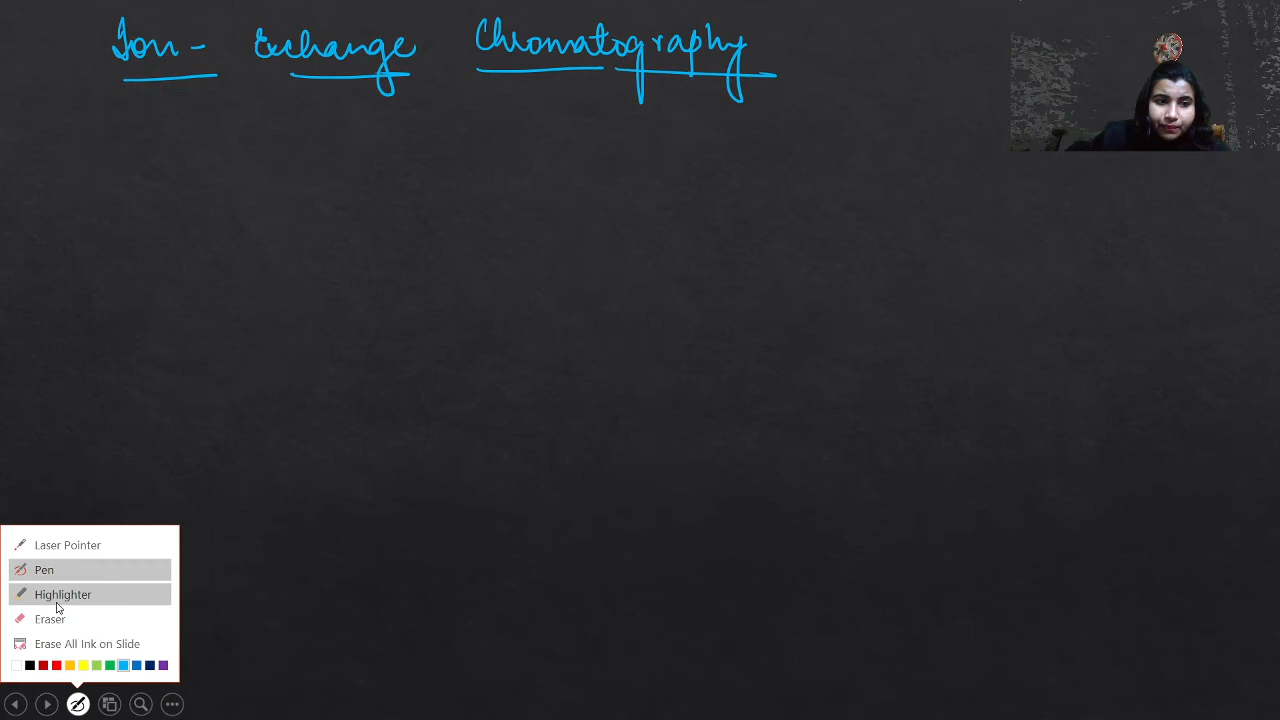 Ion - Exchange Chromatography
Laser Pointer
Pen
Highlighter
Eraser
Erase All Ink on Slide